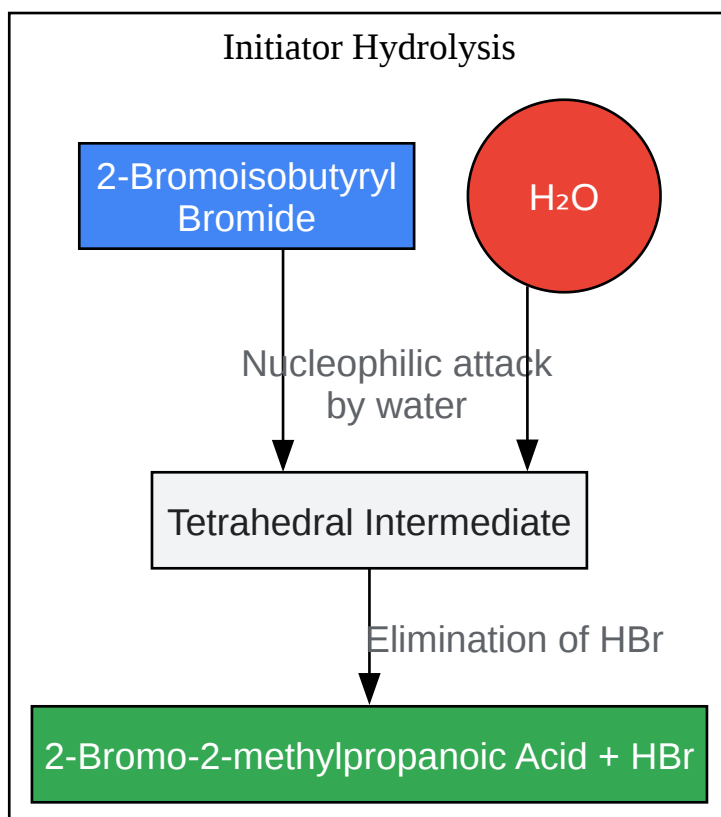 Initiator Hydrolysis
2-Bromoisobutyryl
Bromide
H₂O
Nucleophilic attack
by water
Tetrahedral Intermediate
Elimination of HBr
2-Bromo-2-methylpropanoic Acid + HBr